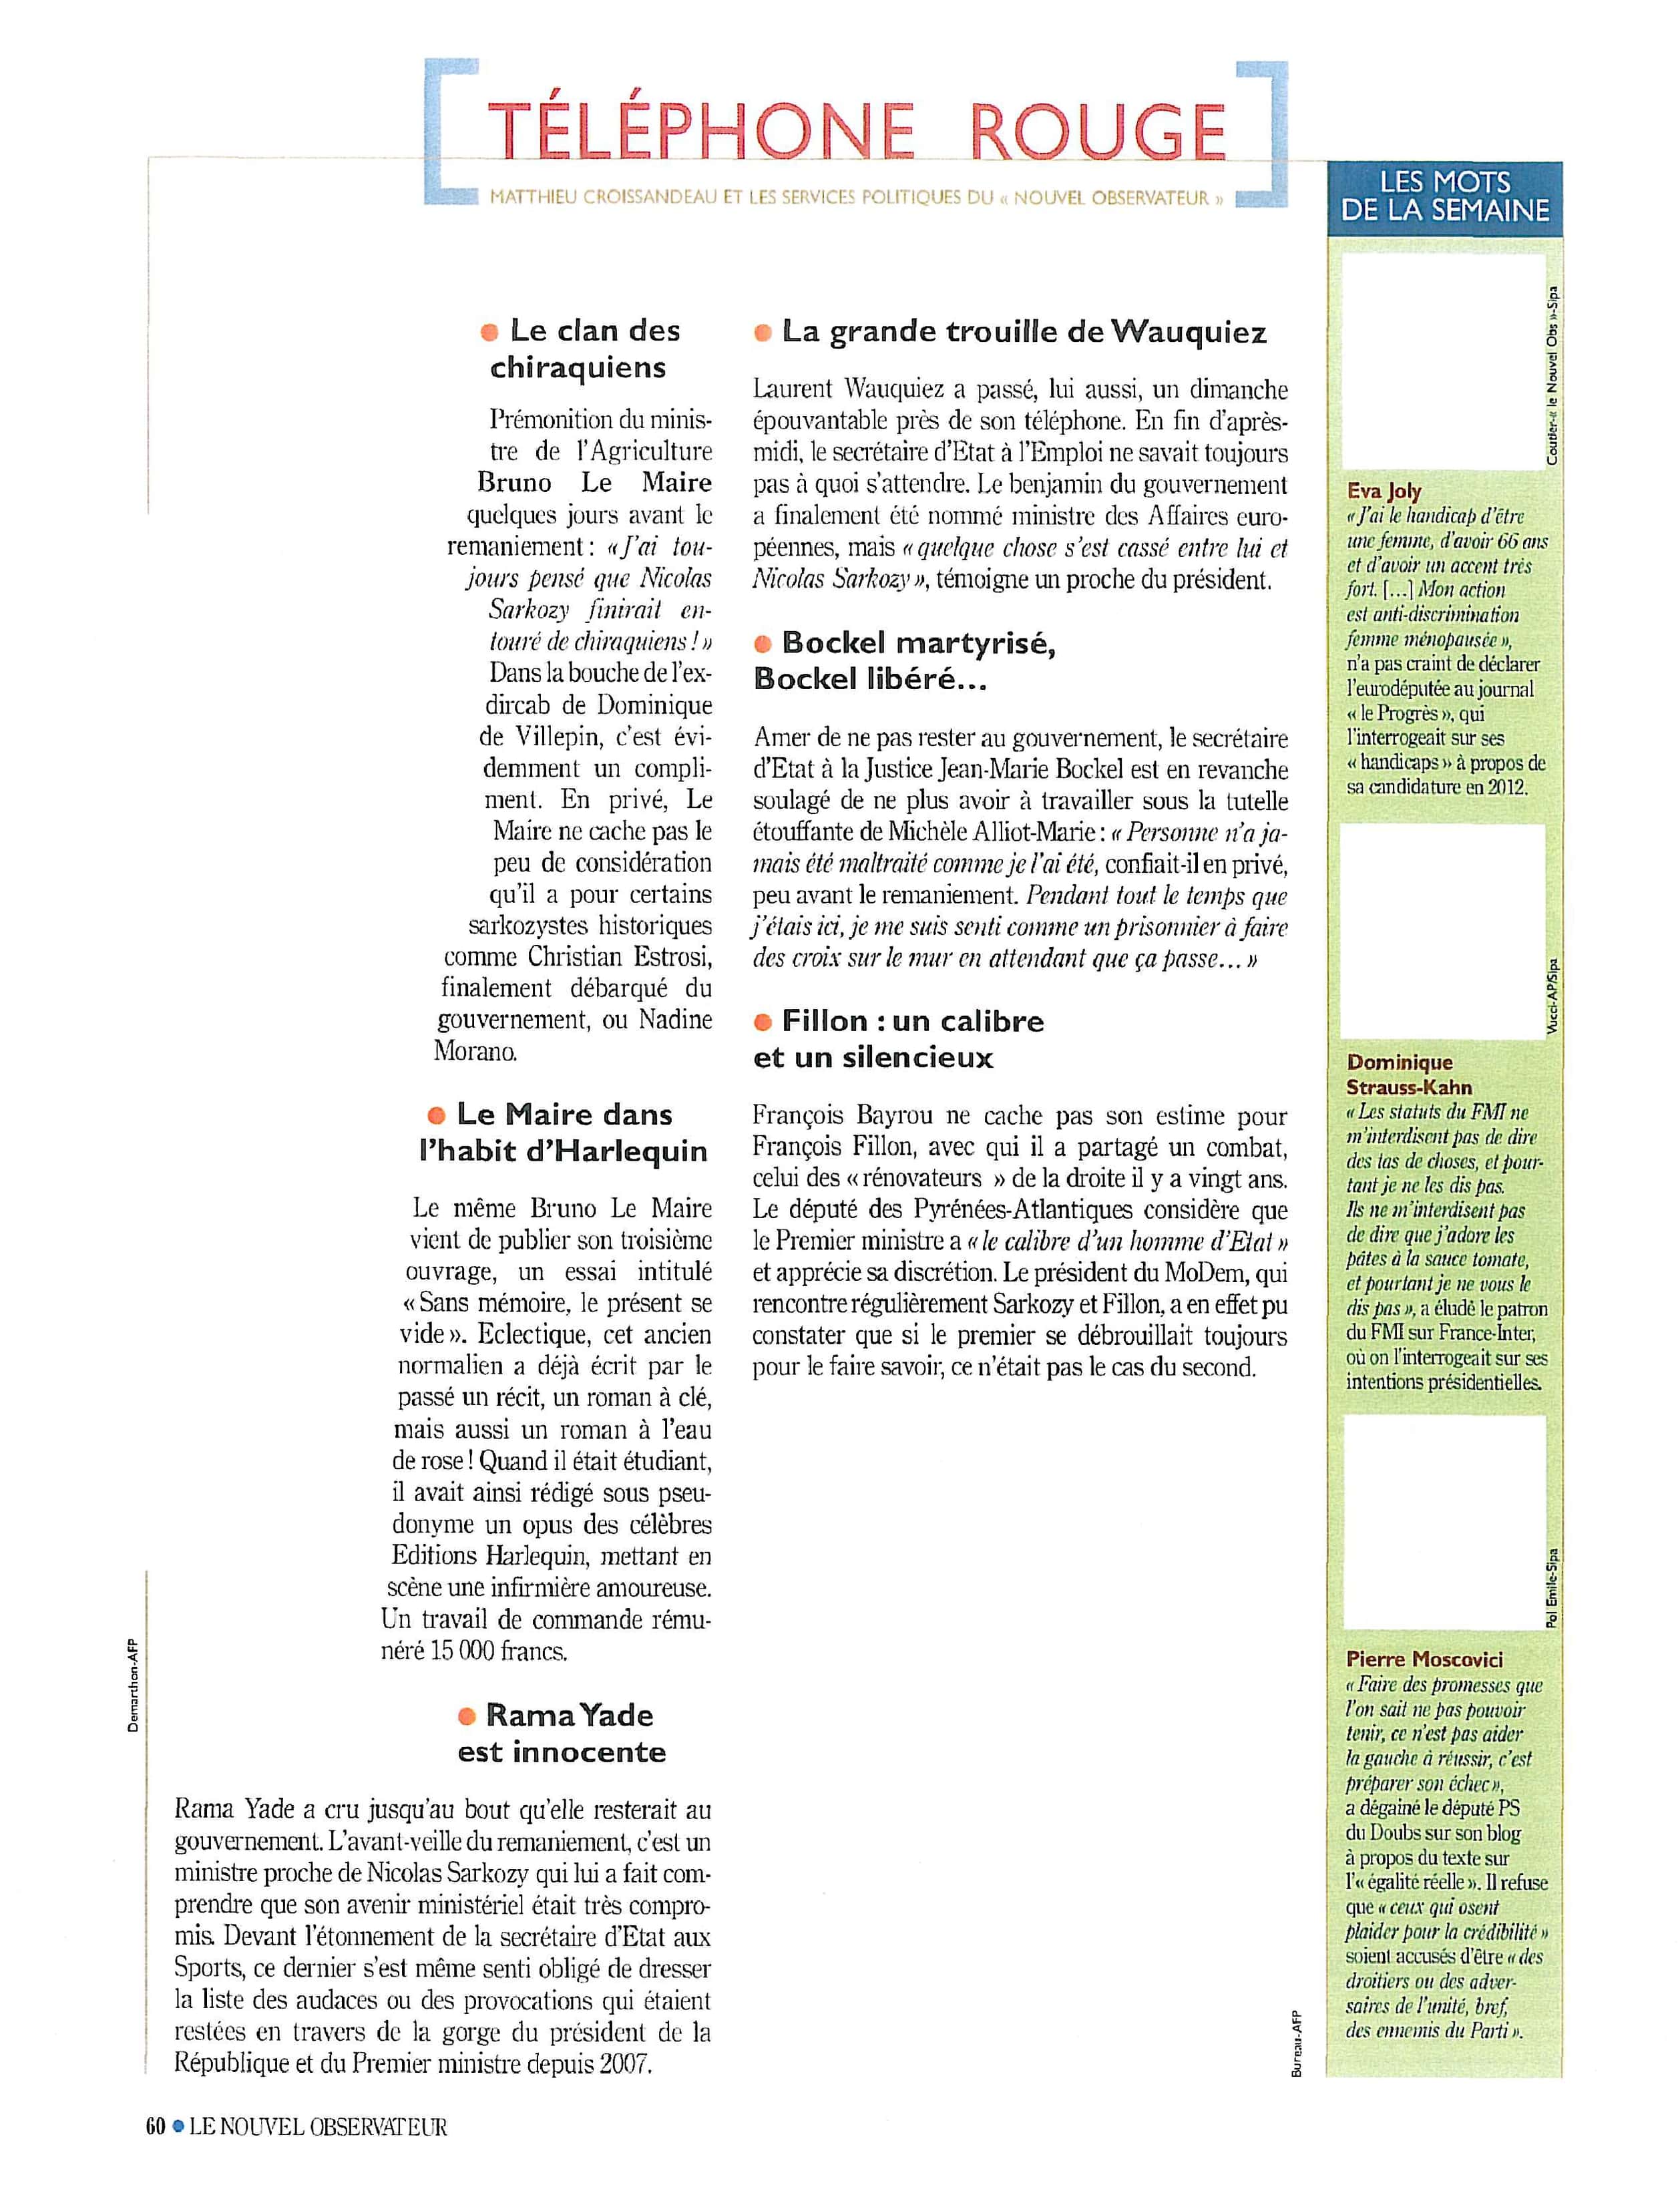 TÉLÉPHONE ROUGE
MATTHIEU CROISSANDEAU ET LES SERVICES POLITIQUES DU « NOUVEL OBSERVATEUR »
● Le clan des
chiraquiens
Prémonition du minis-
tre de l'Agriculture
Bruno Le Maire
quelques jours avant le
remaniement : « J'ai tou-
jours pensé que Nicolas
Sarkozy finirait en-
touré de chiraquiens ! »
Dans la bouche de l'ex-
dircab de Dominique
de Villepin, c'est évi-
demment un compli-
ment. En privé, Le
Maire ne cache pas le
peu de considération
qu'il a pour certains
sarkozystes historiques
comme Christian Estrosi,
finalement débarqué du
gouvernement, ou Nadine
Morano.
● Le Maire dans
l'habit d'Harlequin
Le même Bruno Le Maire
vient de publier son troisième
ouvrage, un essai intitulé
« Sans mémoire, le présent se
vide ». Eclectique, cet ancien
normalien a déjà écrit par le
passé un récit, un roman à clé,
mais aussi un roman à l'eau
de rose ! Quand il était étudiant,
il avait ainsi rédigé sous pseu-
donyme un opus des célèbres
Editions Harlequin, mettant en
scène une infirmière amoureuse.
Un travail de commande rému-
néré 15 000 francs.
● Rama Yade
est innocente
Rama Yade a cru jusqu'au bout qu'elle resterait au
gouvernement. L'avant-veille du remaniement, c'est un
ministre proche de Nicolas Sarkozy qui lui a fait com-
prendre que son avenir ministériel était très compro-
mis. Devant l'étonnement de la secrétaire d'Etat aux
Sports, ce dernier s'est même senti obligé de dresser
la liste des audaces ou des provocations qui étaient
restées en travers de la gorge du président de la
République et du Premier ministre depuis 2007.
Demarthon-AFP
● La grande trouille de Wauquiez
Laurent Wauquiez a passé, lui aussi, un dimanche
épouvantable près de son téléphone. En fin d'après-
midi, le secrétaire d'Etat à l'Emploi ne savait toujours
pas à quoi s'attendre. Le benjamin du gouvernement
a finalement été nommé ministre des Affaires euro-
péennes, mais « quelque chose s'est cassé entre lui et
Nicolas Sarkozy », témoigne un proche du président.
● Bockel martyrisé,
Bockel libéré...
Amer de ne pas rester au gouvernement, le secrétaire
d'Etat à la Justice Jean-Marie Bockel est en revanche
soulagé de ne plus avoir à travailler sous la tutelle
étouffante de Michèle Alliot-Marie : « Personne n'a ja-
mais été maltraité comme je l'ai été, confiait-il en privé,
peu avant le remaniement. Pendant tout le temps que
j'étais ici, je me suis senti comme un prisonnier à faire
des croix sur le mur en attendant que ça passe... »
● Fillon : un calibre
et un silencieux
François Bayrou ne cache pas son estime pour
François Fillon, avec qui il a partagé un combat,
celui des « rénovateurs » de la droite il y a vingt ans.
Le député des Pyrénées-Atlantiques considère que
le Premier ministre a « le calibre d'un homme d'Etat »
et apprécie sa discrétion. Le président du MoDem, qui
rencontre régulièrement Sarkozy et Fillon, a en effet pu
constater que si le premier se débrouillait toujours
pour le faire savoir, ce n'était pas le cas du second.
Bureau-AFP
LES MOTS
DE LA SEMAINE
Coutier-« le Nouvel Obs »-Sipa
Eva Joly
« J'ai le handicap d'être
une femme, d'avoir 66 ans
et d'avoir un accent très
fort. [...] Mon action
est anti-discrimination
femme ménopausée »,
n'a pas craint de déclarer
l'eurodéputée au journal
« le Progrès », qui
l'interrogeait sur ses
« handicaps » à propos de
sa candidature en 2012.
Vucci-AP/Sipa
Dominique
Strauss-Kahn
« Les statuts du FMI ne
m'interdisent pas de dire
des tas de choses, et pour-
tant je ne les dis pas.
Ils ne m'interdisent pas
de dire que j'adore les
pâtes à la sauce tomate,
et pourtant je ne vous le
dis pas », a éludé le patron
du FMI sur France-Inter,
où on l'interrogeait sur ses
intentions présidentielles.
Pol Emile-Sipa
Pierre Moscovici
« Faire des promesses que
l'on sait ne pas pouvoir
tenir, ce n'est pas aider
la gauche à réussir, c'est
préparer son échec »,
a dégainé le député PS
du Doubs sur son blog
à propos du texte sur
l'« égalité réelle ». Il refuse
que « ceux qui osent
plaider pour la crédibilité »
soient accusés d'être « des
droitiers ou des adver-
saires de l'unité, bref,
des ennemis du Parti ».
60 ● LE NOUVEL OBSERVATEUR